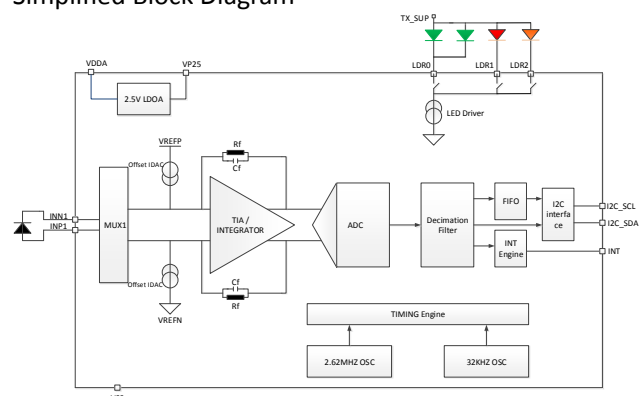 Simplified Block Diagram
TX_SUP
VDDA
VP25
LDR0
LDR1
LDR2
2.5V LDOA
LED Driver
VREFP
Rf
Cf
Offset IDAC
INN1
INP1
MUX1
TIA /
INTEGRATOR
ADC
Decimation
Filter
FIFO
I2C
interfa
ce
I2C_SCL
I2C_SDA
INT
Engine
INT
Offset IDAC
Cf
Rf
VREFN
TIMING Engine
2.62MHZ OSC
32KHZ OSC